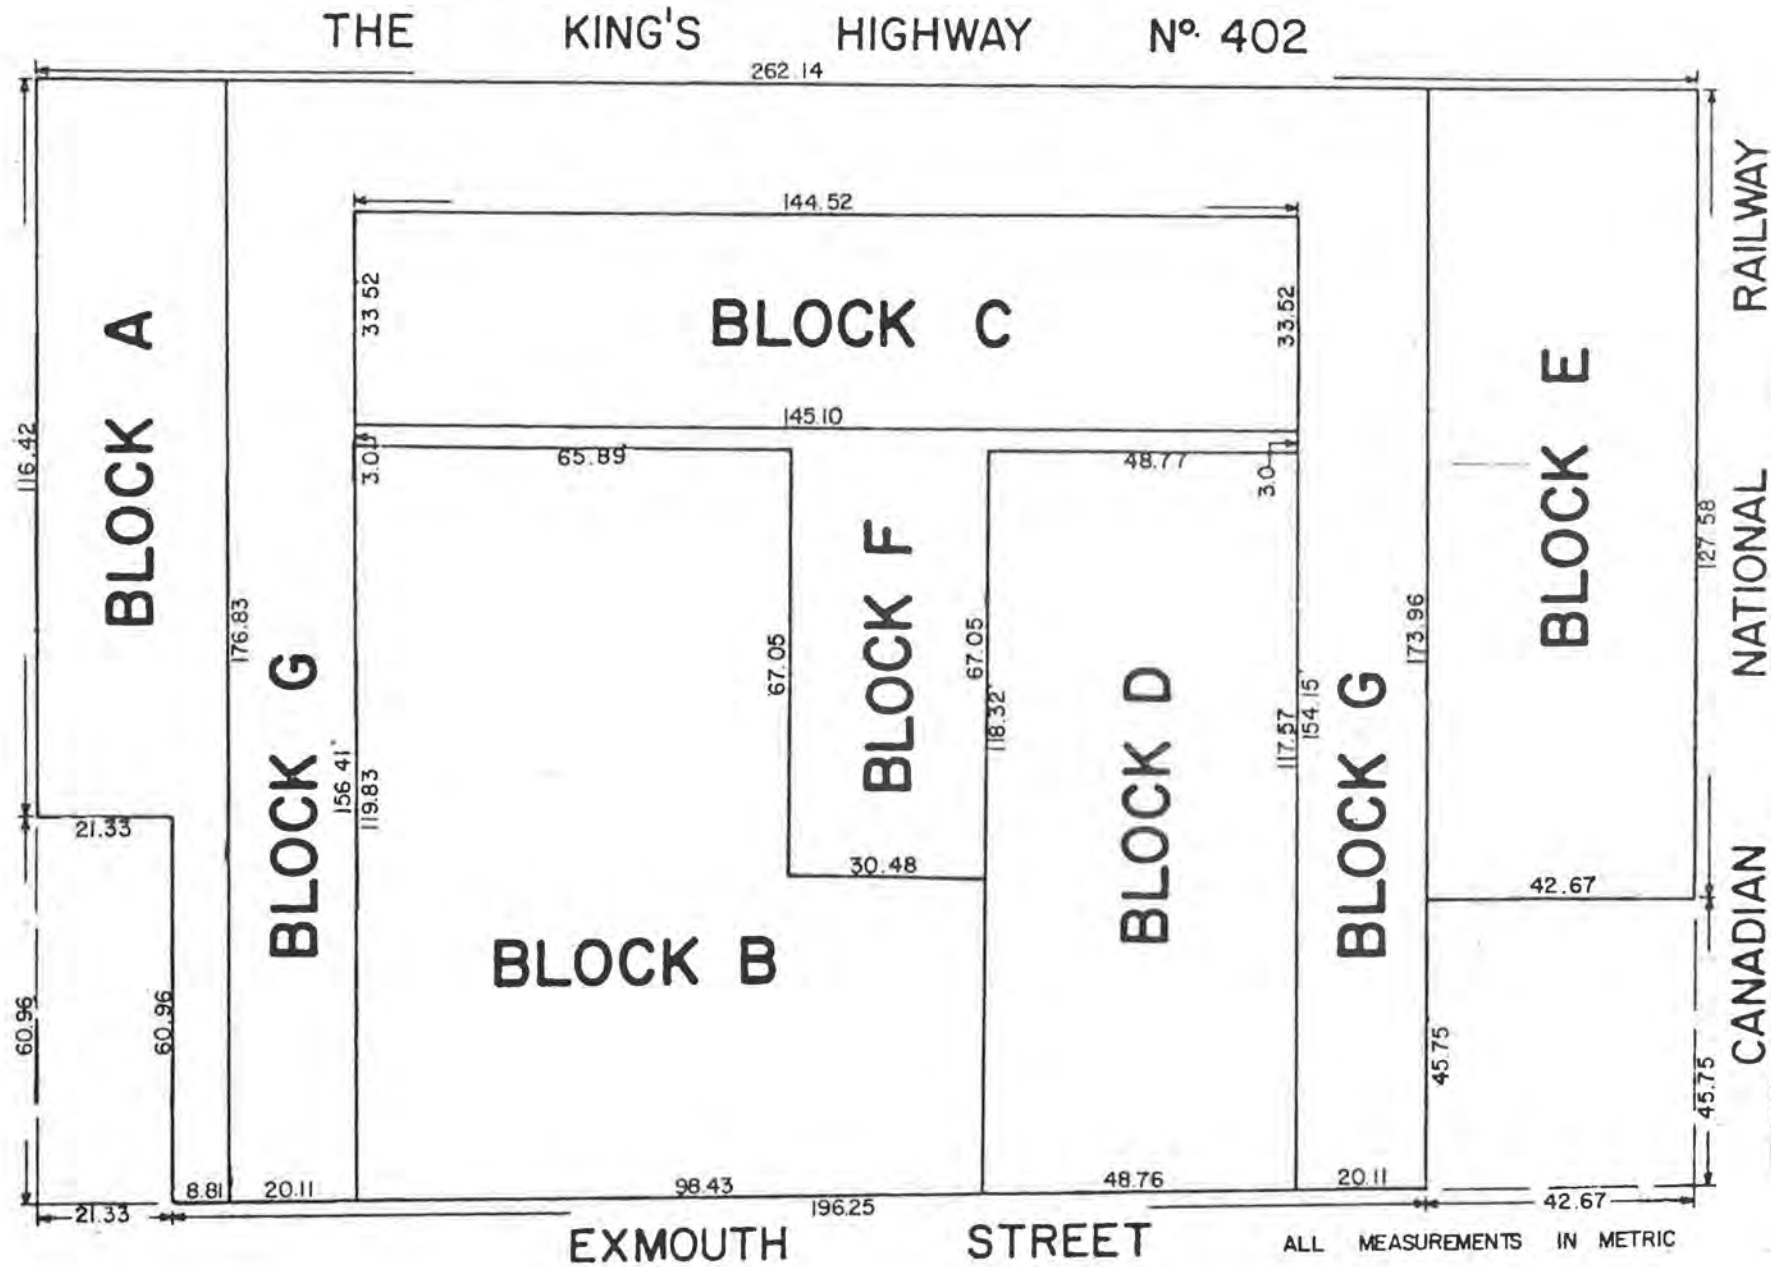 THE KING'S HIGHWAY Nº. 402
262.14
144.52
33.52
BLOCK C
33.52
145.10
3.0
65.89
48.77
3.0
BLOCK A
116.42
176.83
BLOCK G
156.41
119.83
67.05
BLOCK F
67.05
118.32
BLOCK D
117.57
154.15
BLOCK G
173.96
BLOCK E
127.58
CANADIAN NATIONAL RAILWAY
21.33
30.48
42.67
BLOCK B
60.96
60.96
45.75
45.75
8.81
20.11
98.43
48.76
20.11
21.33
196.25
42.67
EXMOUTH STREET
ALL MEASUREMENTS IN METRIC